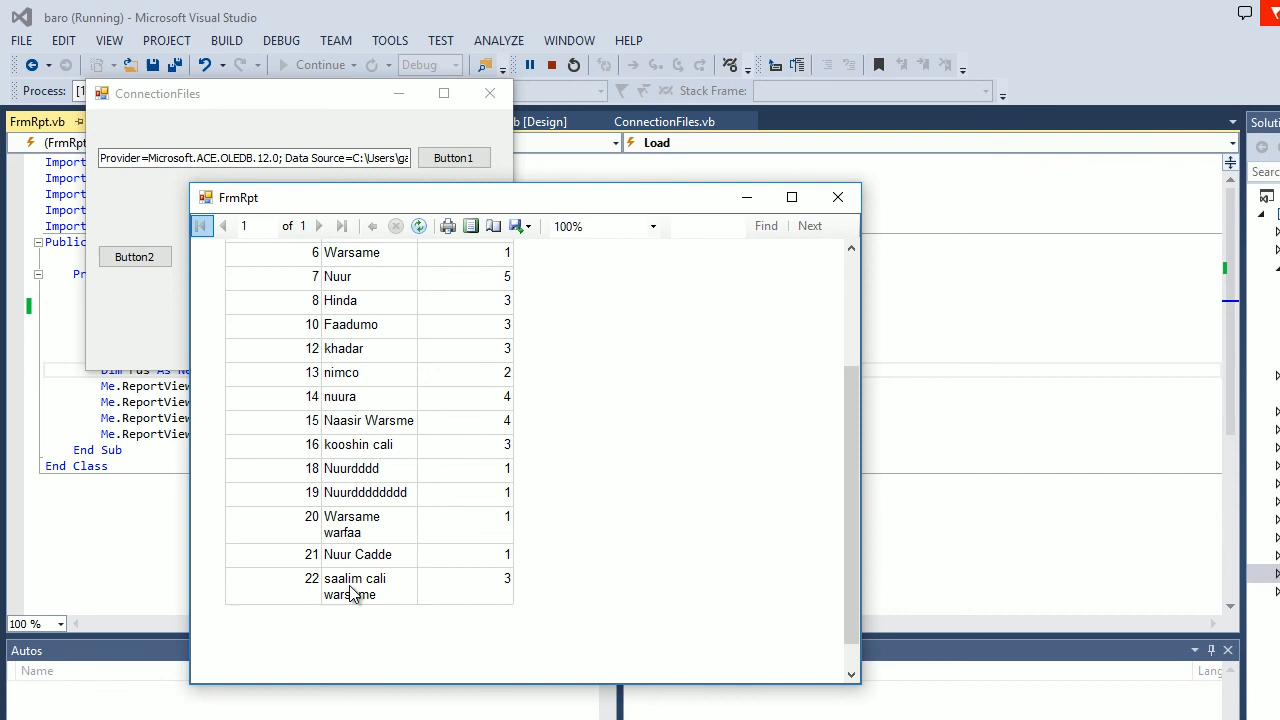 baro (Running) - Microsoft Visual Studio
FILE EDIT VIEW PROJECT BUILD DEBUG TEAM TOOLS TEST ANALYZE WINDOW HELP
Continue Debug
Process: [1 Stack Frame:
ConnectionFiles
FrmRpt.vb b [Design] ConnectionFiles.vb Soluti
(FrmRpt Load
Provider=Microsoft.ACE.OLEDB.12.0; Data Source=C:\Users\ga Button1
Searc
Import
Import
Import
Import
Import
Public
Button2
Pr
Me.ReportView
Me.ReportView
Me.ReportView
Me.ReportView
End Sub
End Class
FrmRpt
1 of 1 100% Find Next
6 Warsame 1
7 Nuur 5
8 Hinda 3
10 Faadumo 3
12 khadar 3
13 nimco 2
14 nuura 4
15 Naasir Warsme 4
16 kooshin cali 3
18 Nuurdddd 1
19 Nuurdddddddd 1
20 Warsame warfaa 1
21 Nuur Cadde 1
22 saalim cali warsame 3
100 %
Autos
Name Lang